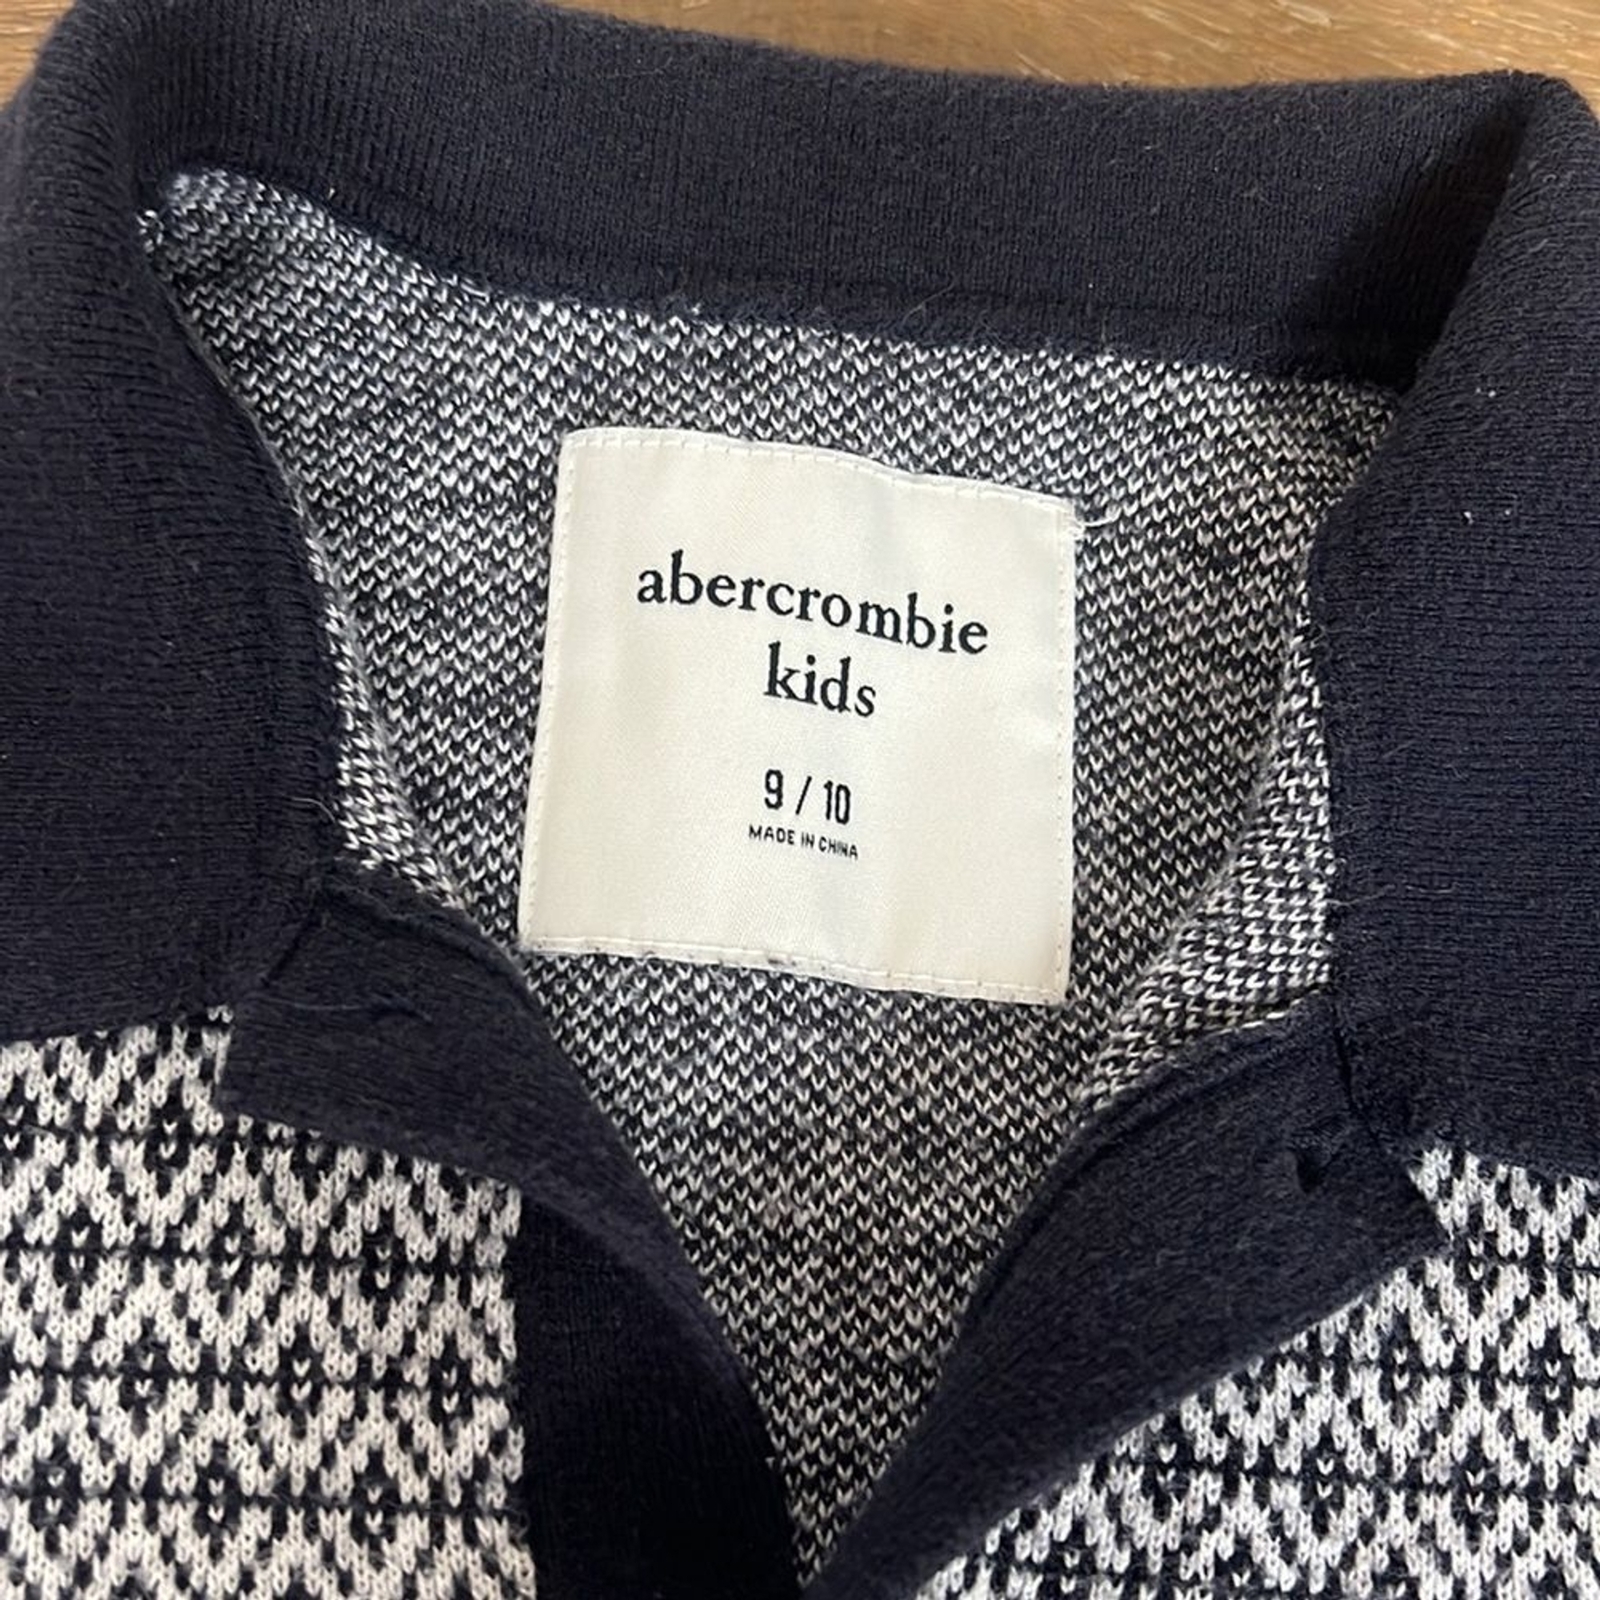 abercrombie
kids
9 / 10
MADE IN CHINA